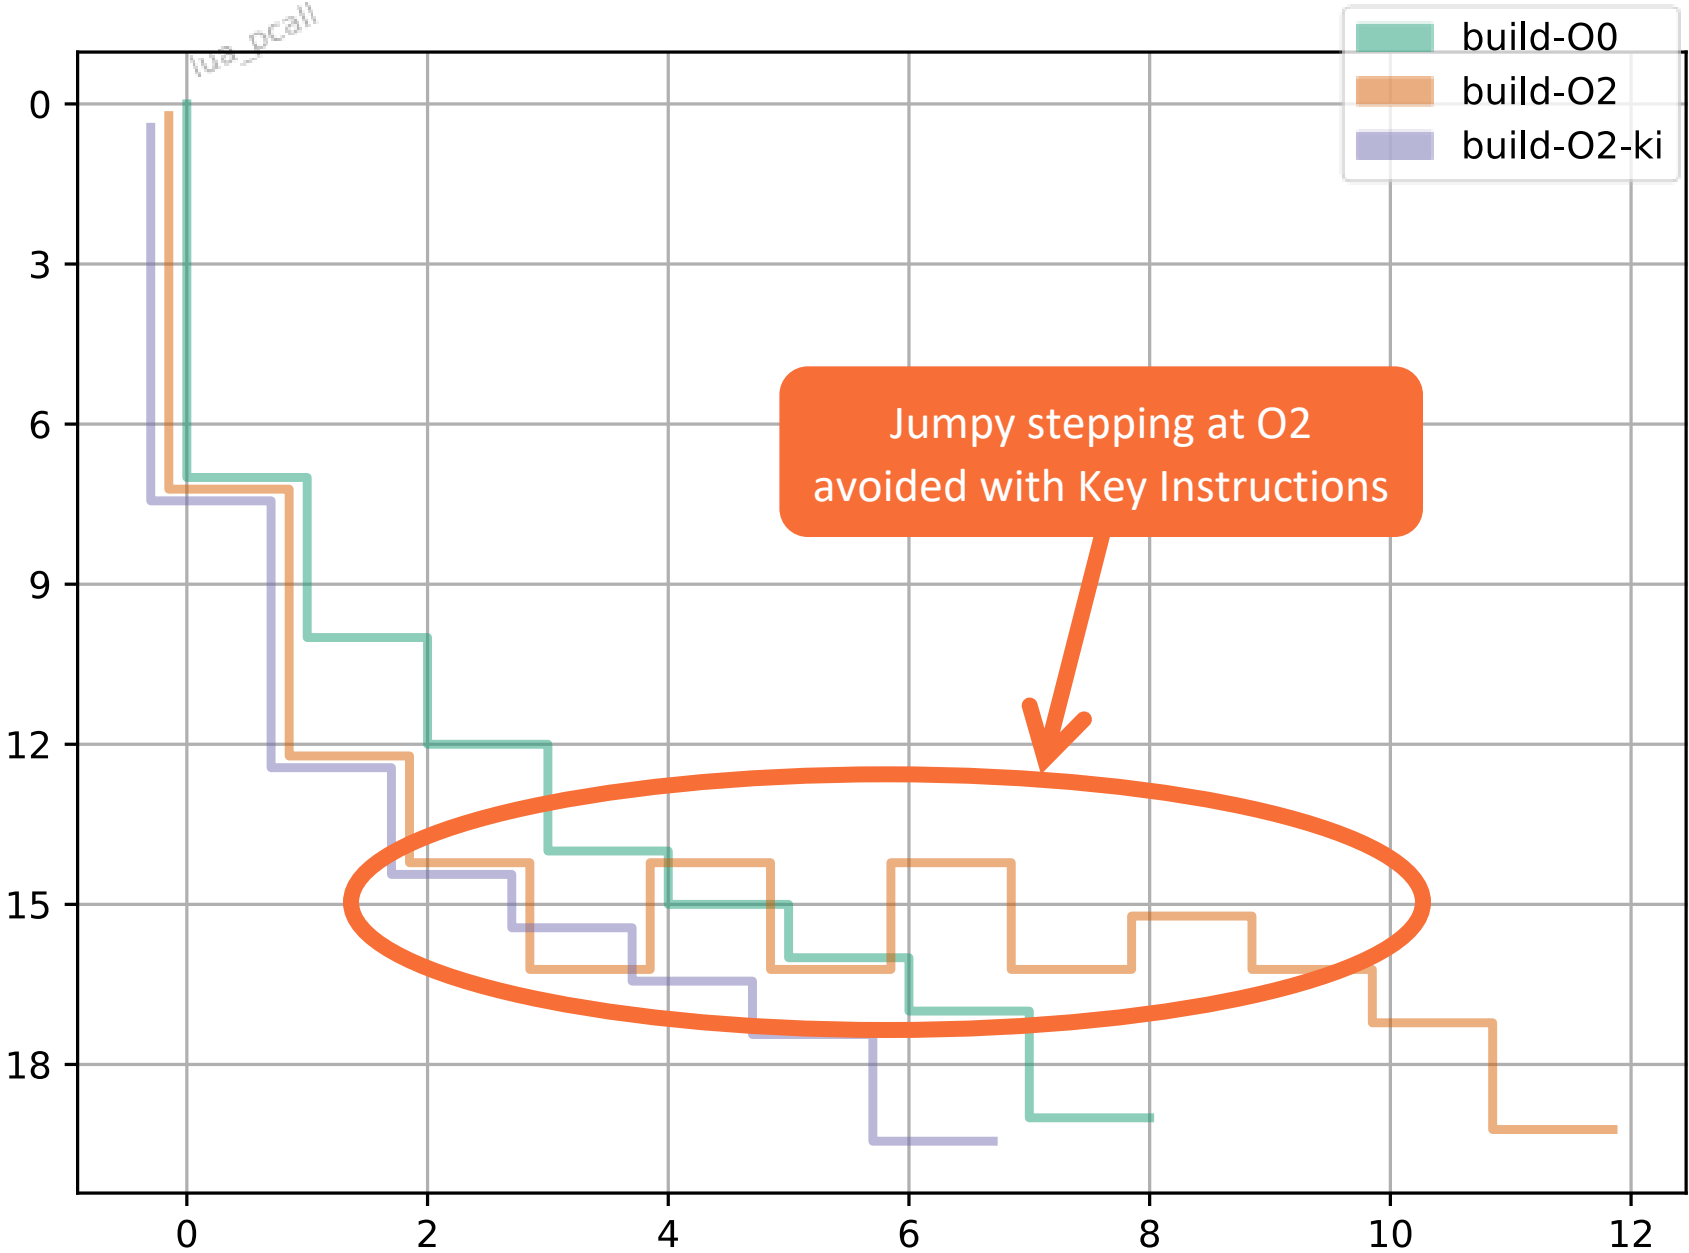 lua_pcall
build-O0
build-O2
build-O2-ki
0
3
6
9
12
15
18
Jumpy stepping at O2
avoided with Key Instructions
0 2 4 6 8 10 12